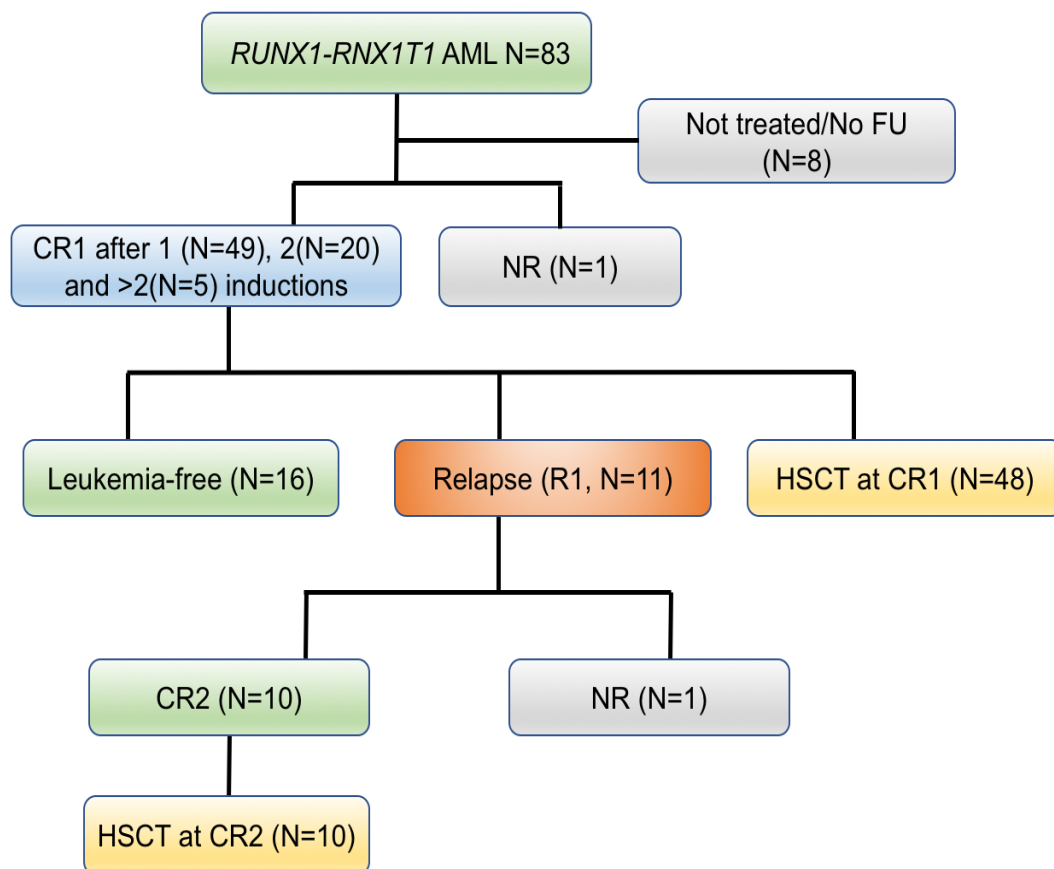 RUNX1-RNX1T1 AML N=83
Not treated/No FU
(N=8)
CR1 after 1 (N=49), 2(N=20)
and >2(N=5) inductions
NR (N=1)
Leukemia-free (N=16)
Relapse (R1, N=11)
HSCT at CR1 (N=48)
CR2 (N=10)
NR (N=1)
HSCT at CR2 (N=10)